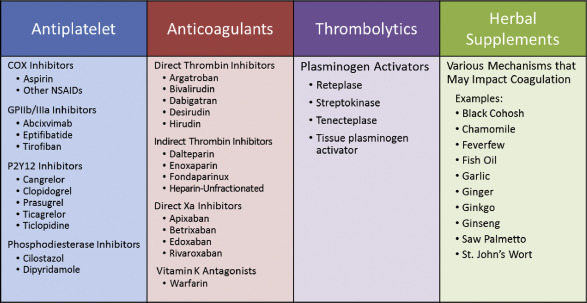 Antiplatelet
COX Inhibitors
• Aspirin
• Other NSAIDs
GPIIb/IIIa Inhibitors
• Abciximab
• Eptifibatide
• Tirofiban
P2Y12 Inhibitors
• Cangrelor
• Clopidogrel
• Prasugrel
• Ticagrelor
• Ticlopidine
Phosphodiesterase Inhibitors
• Cilostazol
• Dipyridamole
Anticoagulants
Direct Thrombin Inhibitors
• Argatroban
• Bivalirudin
• Dabigatran
• Desirudin
• Hirudin
Indirect Thrombin Inhibitors
• Dalteparin
• Enoxaparin
• Fondaparinux
• Heparin-Unfractionated
Direct Xa Inhibitors
• Apixaban
• Betrixaban
• Edoxaban
• Rivaroxaban
Vitamin K Antagonists
• Warfarin
Thrombolytics
Plasminogen Activators
• Reteplase
• Streptokinase
• Tenecteplase
• Tissue plasminogen
activator
Herbal
Supplements
Various Mechanisms that
May Impact Coagulation
Examples:
• Black Cohosh
• Chamomile
• Feverfew
• Fish Oil
• Garlic
• Ginger
• Ginkgo
• Ginseng
• Saw Palmetto
• St. John's Wort